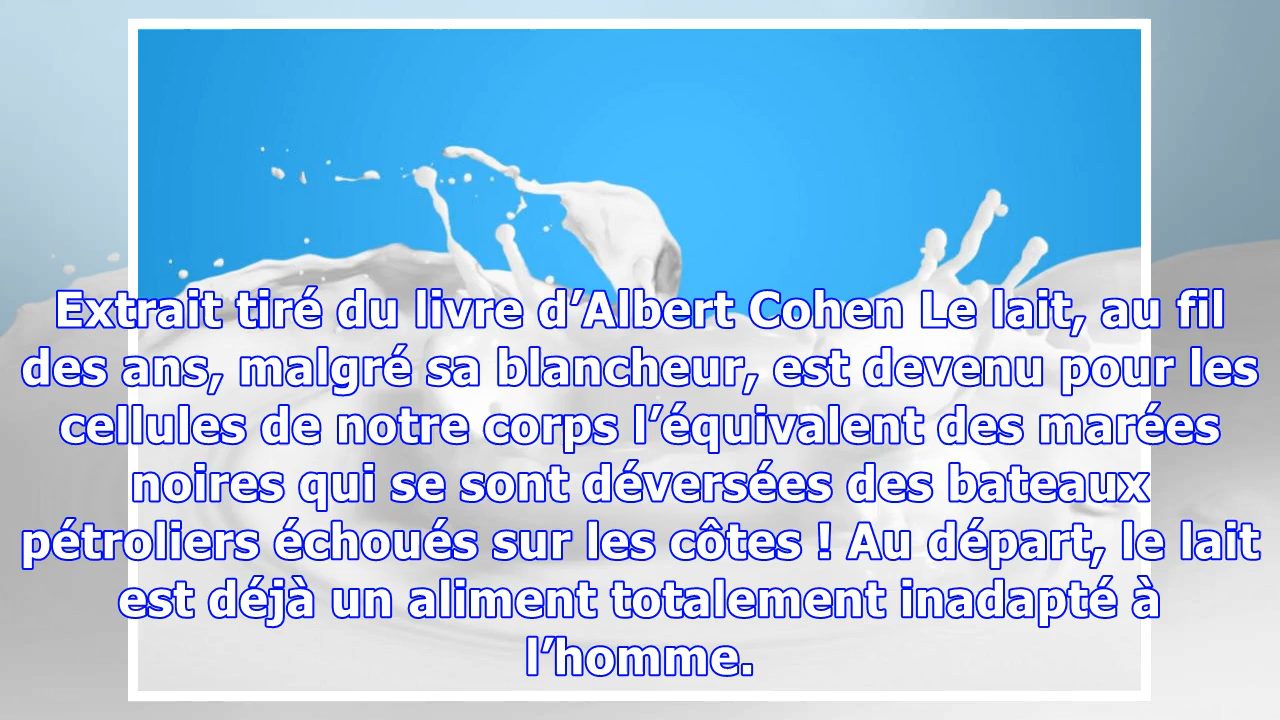 Extrait tiré du livre d’Albert Cohen Le lait, au fil
des ans, malgré sa blancheur, est devenu pour les
cellules de notre corps l’équivalent des marées
noires qui se sont déversées des bateaux
pétroliers échoués sur les côtes ! Au départ, le lait
est déjà un aliment totalement inadapté à
l’homme.